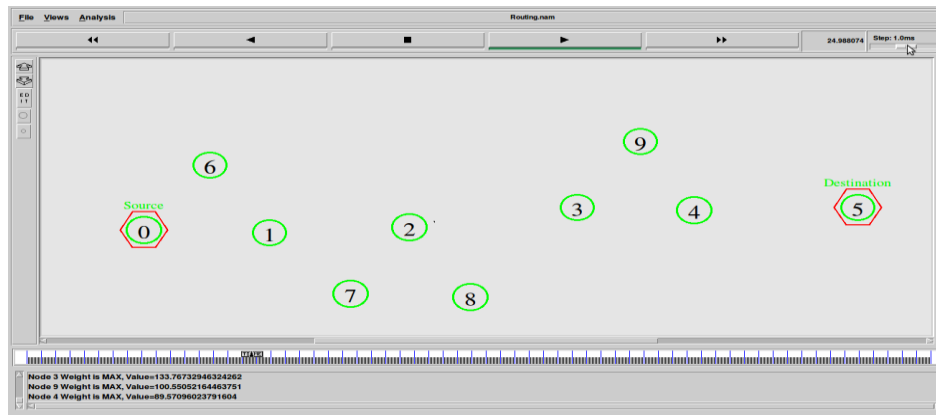 File Views Analysis Routing.nam
24.988074 Step: 1.0ms
E D
I T
9
6
Destination
Source
3
4
5
0
1
2
7
8
Node 3 Weight is MAX, Value=133.76732946324262
Node 9 Weight is MAX, Value=100.55052164463751
Node 4 Weight is MAX, Value=89.57096023791604